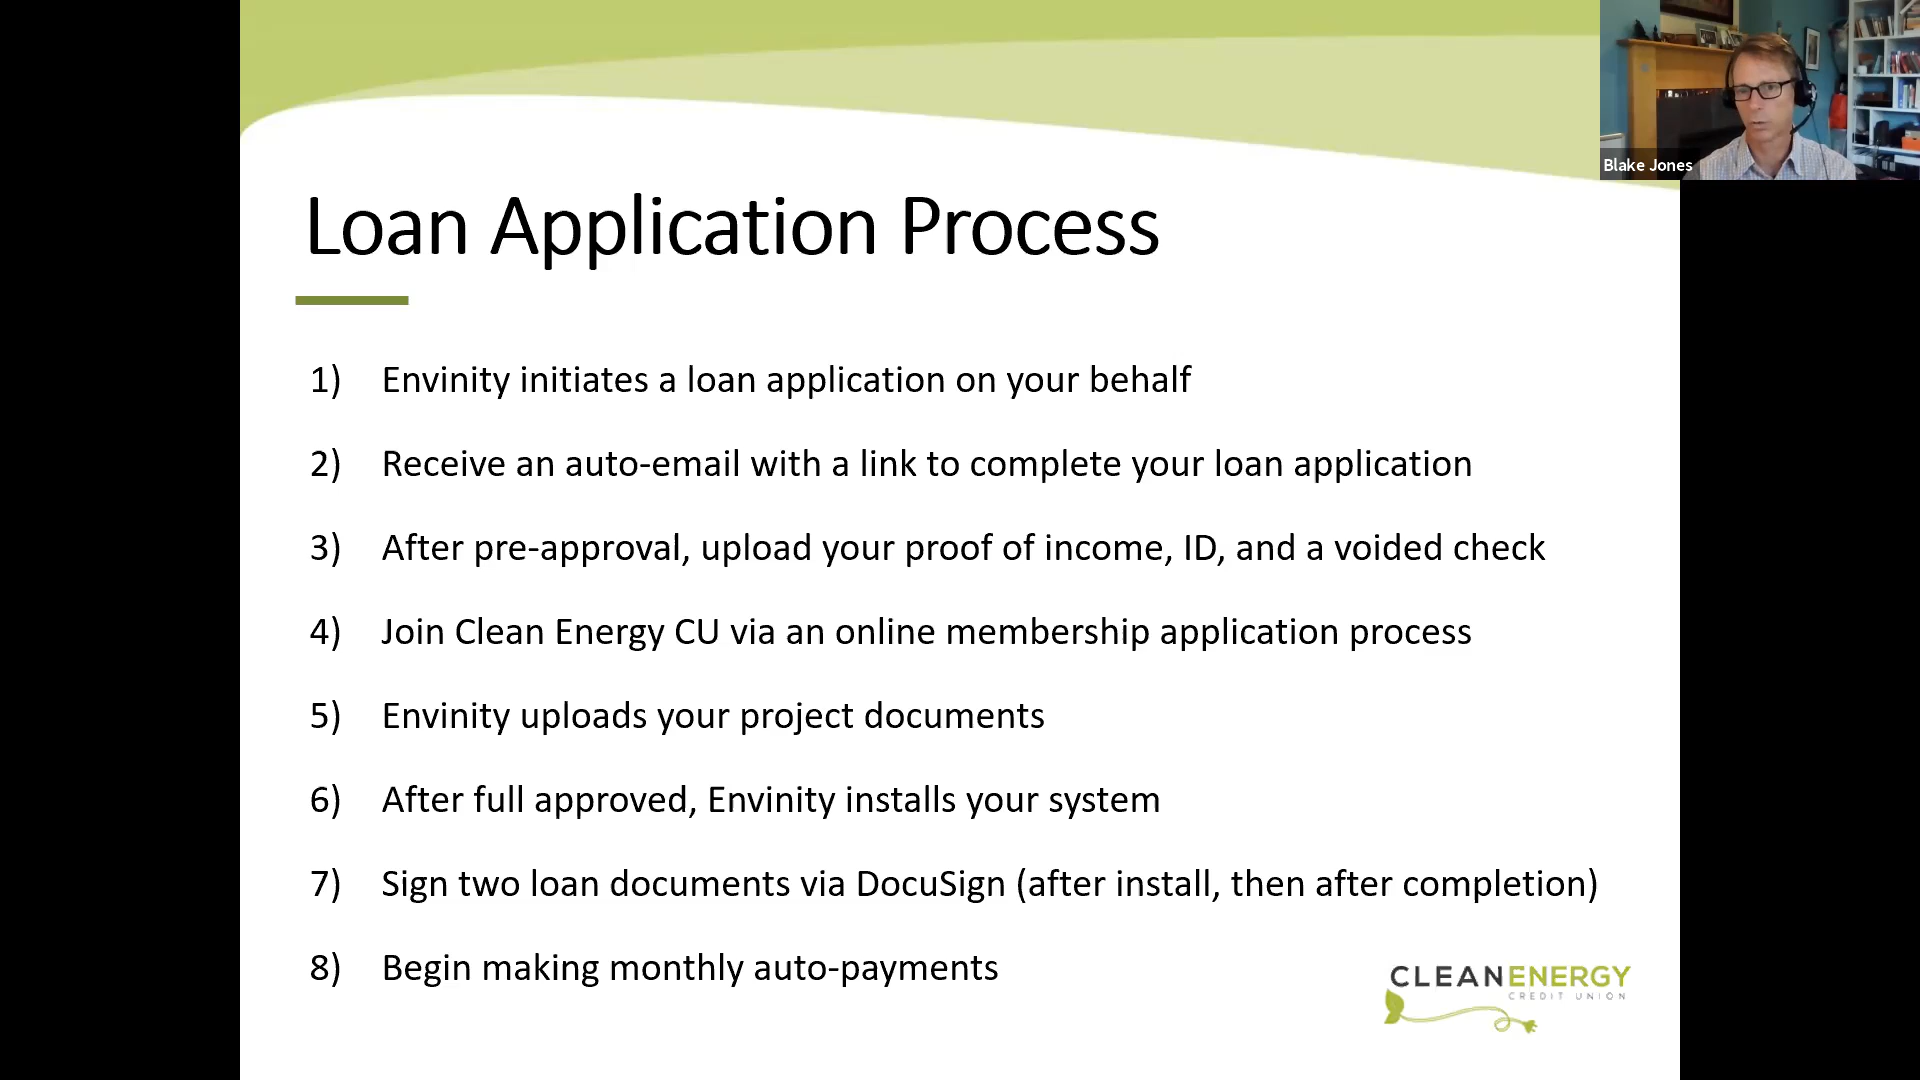 Blake Jones
Loan Application Process
1) Envinity initiates a loan application on your behalf
2) Receive an auto-email with a link to complete your loan application
3) After pre-approval, upload your proof of income, ID, and a voided check
4) Join Clean Energy CU via an online membership application process
5) Envinity uploads your project documents
6) After full approved, Envinity installs your system
7) Sign two loan documents via DocuSign (after install, then after completion)
8) Begin making monthly auto-payments
CLEANENERGY
CREDIT UNION